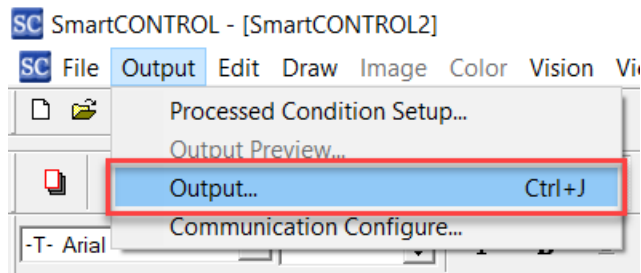 SC SmartCONTROL - [SmartCONTROL2]
SC File Output Edit Draw Image Color Vision
Processed Condition Setup...
Output Preview...
Output... Ctrl+J
Communication Configure...
-T- Arial